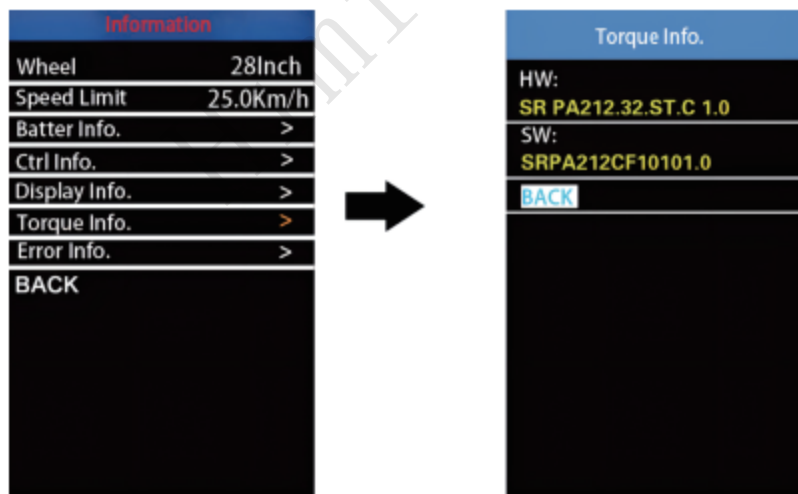 Information
Wheel 28Inch
Speed Limit 25.0Km/h
Batter Info. >
Ctrl Info. >
Display Info. >
Torque Info. >
Error Info. >
BACK
Torque Info.
HW:
SR PA212.32.ST.C 1.0
SW:
SRPA212CF10101.0
BACK